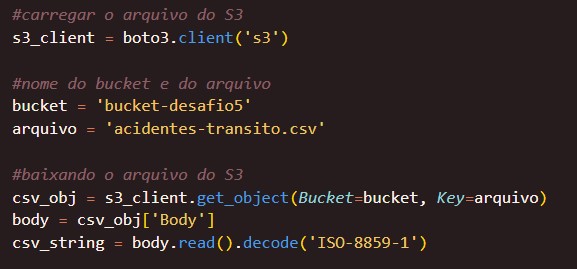 #carregar o arquivo do S3
s3_client = boto3.client('s3')
#nome do bucket e do arquivo
bucket = 'bucket-desafio5'
arquivo = 'acidentes-transito.csv'
#baixando o arquivo do S3
csv_obj = s3_client.get_object(Bucket=bucket, Key=arquivo)
body = csv_obj['Body']
csv_string = body.read().decode('ISO-8859-1')